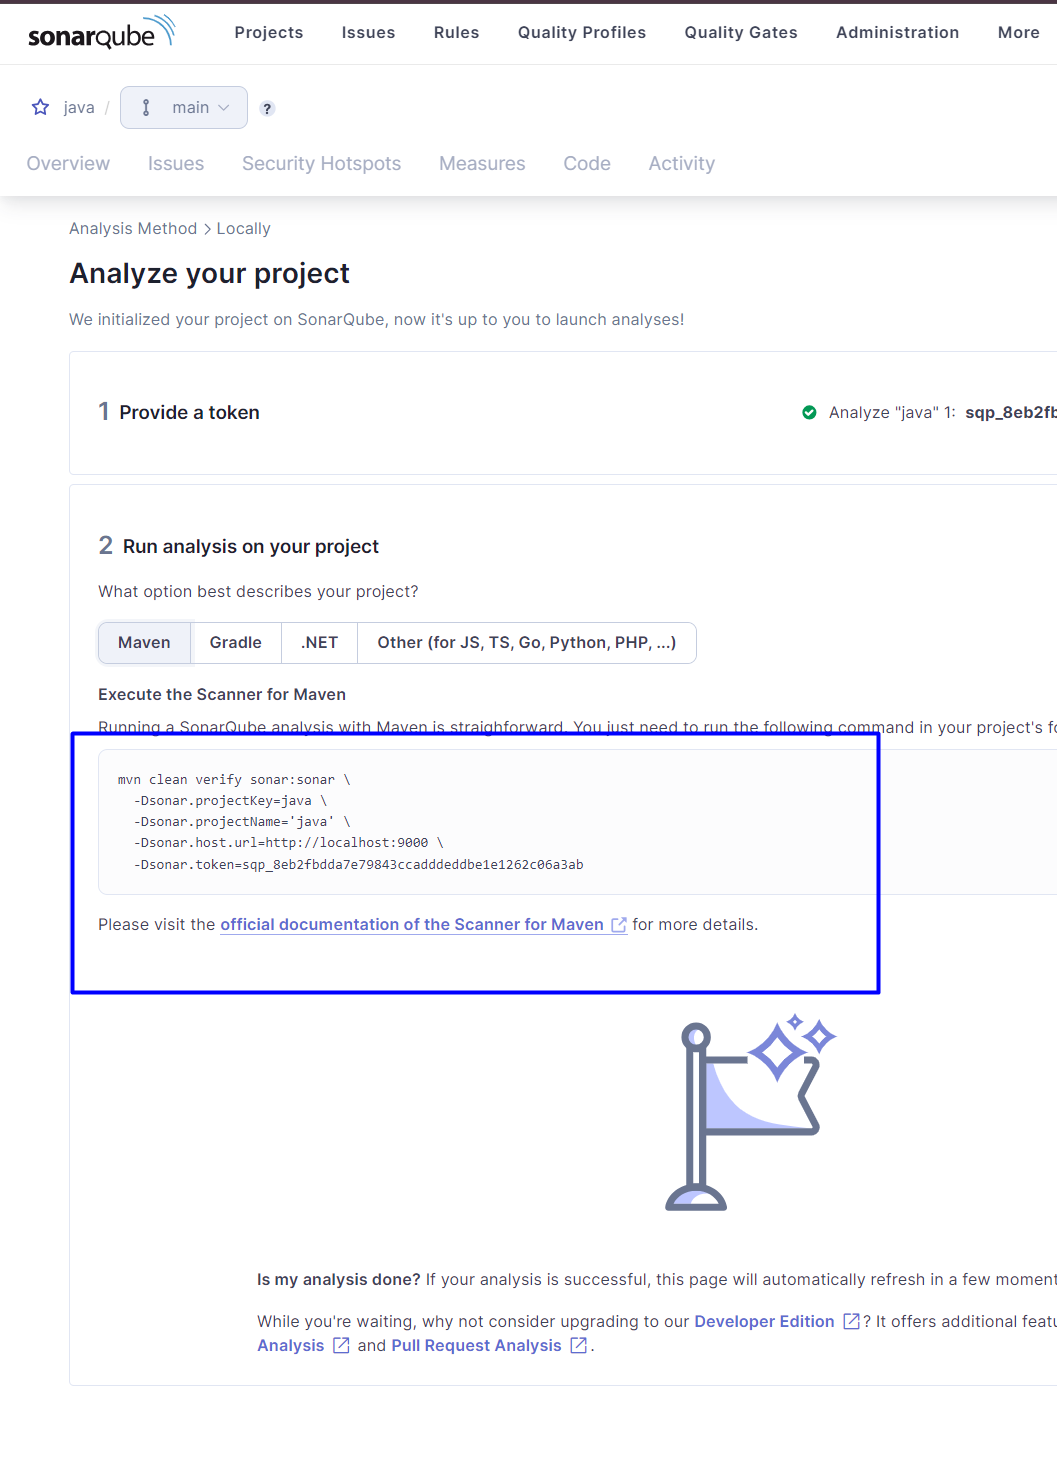 sonarqube Projects Issues Rules Quality Profiles Quality Gates Administration More
java / main ?
Overview Issues Security Hotspots Measures Code Activity
Analysis Method > Locally
Analyze your project
We initialized your project on SonarQube, now it's up to you to launch analyses!
1 Provide a token
Analyze "java" 1: sqp_8eb2fb
2 Run analysis on your project
What option best describes your project?
Maven Gradle .NET Other (for JS, TS, Go, Python, PHP, ...)
Execute the Scanner for Maven
Running a SonarQube analysis with Maven is straighforward. You just need to run the following command in your project's fo
mvn clean verify sonar:sonar \
-Dsonar.projectKey=java \
-Dsonar.projectName='java' \
-Dsonar.host.url=http://localhost:9000 \
-Dsonar.token=sqp_8eb2fbdda7e79843ccadddeddbe1e1262c06a3ab
Please visit the official documentation of the Scanner for Maven for more details.
Is my analysis done? If your analysis is successful, this page will automatically refresh in a few moment
While you're waiting, why not consider upgrading to our Developer Edition ? It offers additional featu
Analysis and Pull Request Analysis .